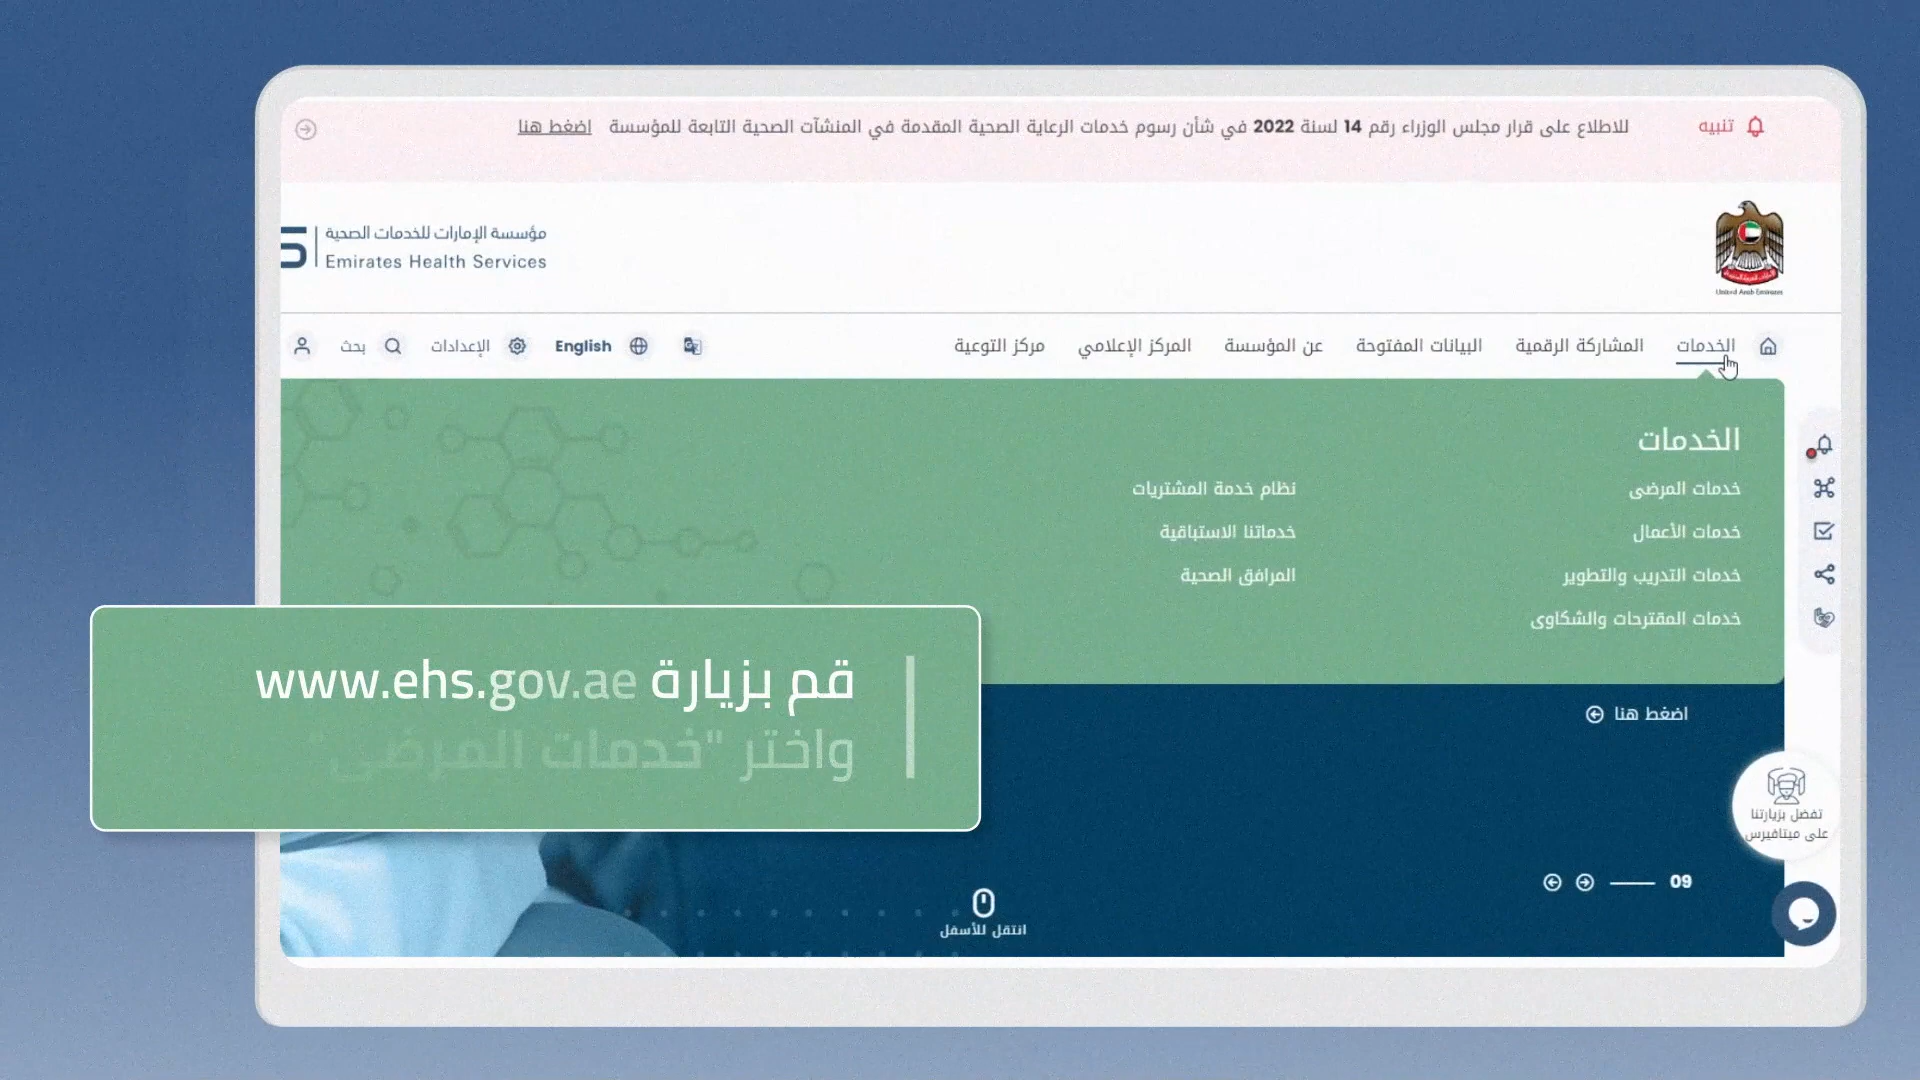 تنبيه
للاطلاع على قرار مجلس الوزراء رقم 14 لسنة 2022 في شأن رسوم خدمات الرعاية الصحية المقدمة في المنشآت الصحية التابعة للمؤسسة اضغط هنا
United Arab Emirates
مؤسسة الإمارات للخدمات الصحية
Emirates Health Services
الخدمات
المشاركة الرقمية
البيانات المفتوحة
عن المؤسسة
المركز الإعلامي
مركز التوعية
English
الإعدادات
بحث
الخدمات
خدمات المرضى
خدمات الأعمال
خدمات التدريب والتطوير
خدمات المقترحات والشكاوى
نظام خدمة المشتريات
خدماتنا الاستباقية
المرافق الصحية
قم بزيارة www.ehs.gov.ae
واختر "خدمات المرضى"
اضغط هنا
تفضل بزيارتنا
على ميتافيرس
09
انتقل للأسفل